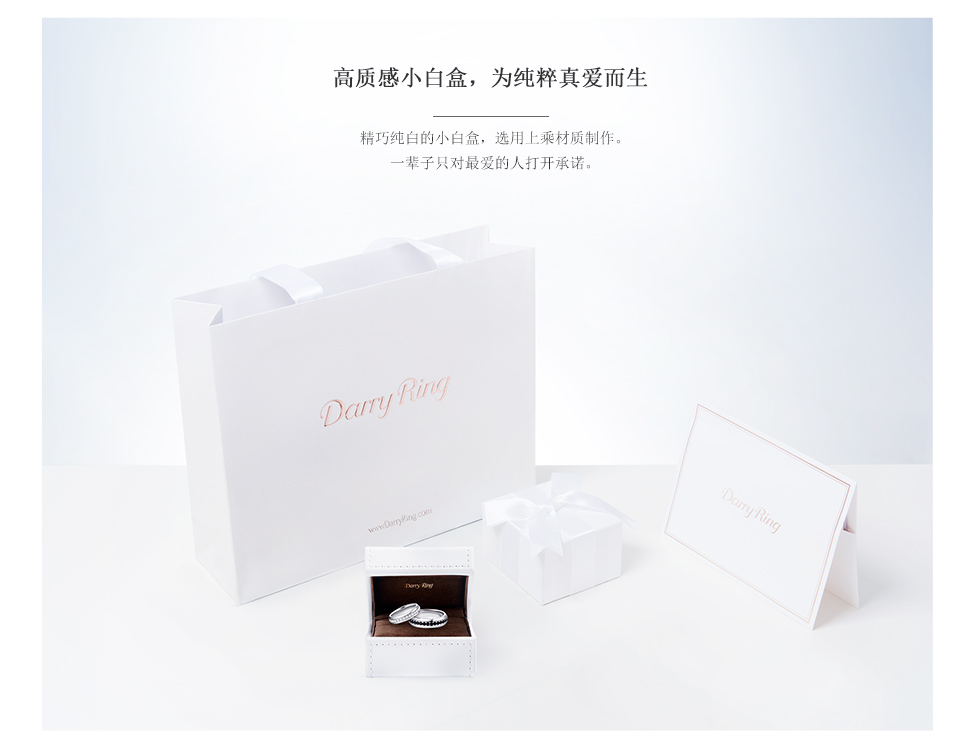 高质感小白盒，为纯粹真爱而生
精巧纯白的小白盒，选用上乘材质制作。
一辈子只对最爱的人打开承诺。
Darry Ring
www.DarryRing.com
Darry Ring
Darry Ring